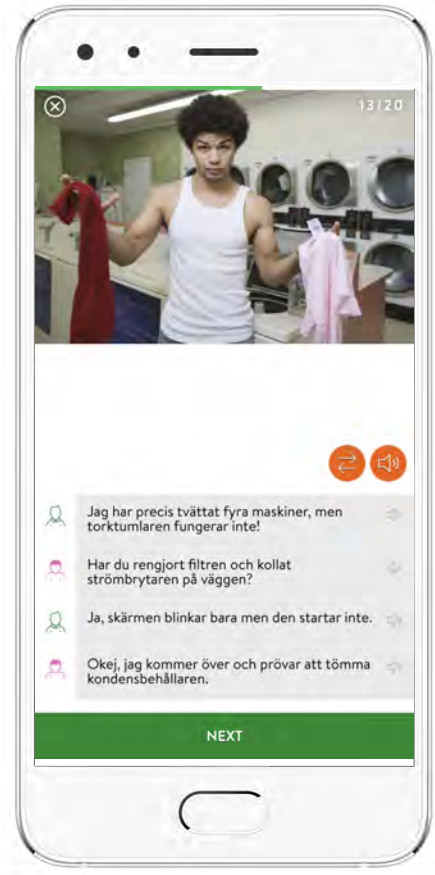 13/20
Jag har precis tvättat fyra maskiner, men
torktumlaren fungerar inte!
Har du rengjort filtren och kollat
strömbrytaren på väggen?
Ja, skärmen blinkar bara men den startar inte.
Okej, jag kommer över och prövar att tömma
kondensbehållaren.
NEXT